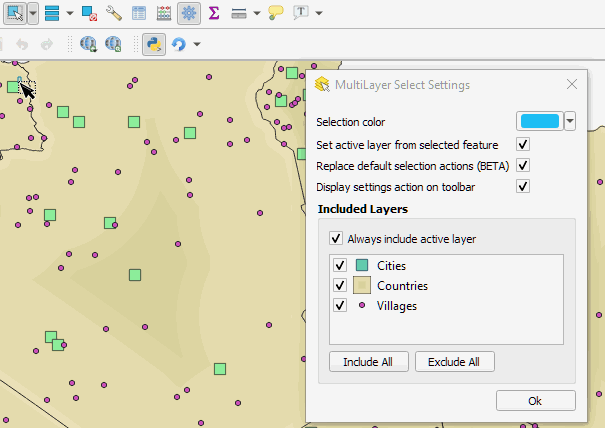 Σ
T
MultiLayer Select Settings
Selection color
Set active layer from selected feature
Replace default selection actions (BETA)
Display settings action on toolbar
Included Layers
Always include active layer
Cities
Countries
Villages
Include All
Exclude All
Ok